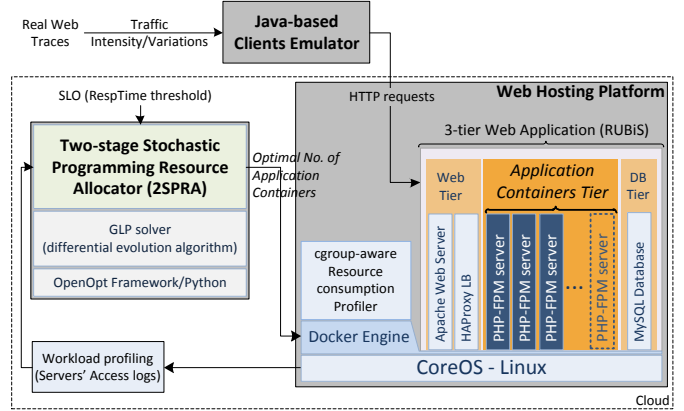 Real Web
Traces
Traffic
Intensity/Variations
Java-based
Clients Emulator
SLO (RespTime threshold)
HTTP requests
Web Hosting Platform
3-tier Web Application (RUBiS)
Two-stage Stochastic
Programming Resource
Allocator (2SPRA)
Optimal No. of
Application
Containers
GLP solver
(differential evolution algorithm)
OpenOpt Framework/Python
Web
Tier
Application
Containers Tier
DB
Tier
Apache Web Server
HAProxy LB
PHP-FPM server
PHP-FPM server
PHP-FPM server
...
PHP-FPM server
MySQL Database
cgroup-aware
Resource
consumption
Profiler
Docker Engine
CoreOS - Linux
Workload profiling
(Servers’ Access logs)
Cloud